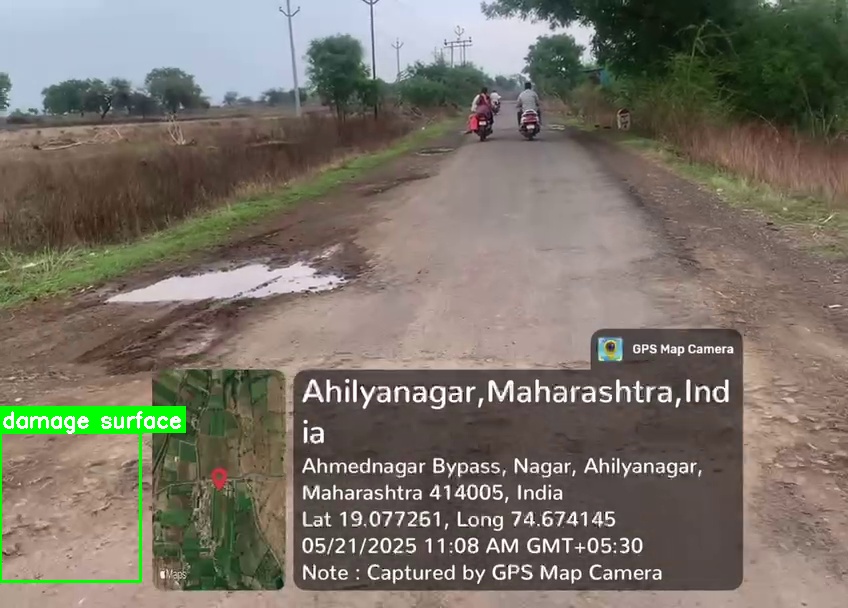 damage surface
GPS Map Camera
Ahilyanagar,Maharashtra,Ind
ia
Ahmednagar Bypass, Nagar, Ahilyanagar,
Maharashtra 414005, India
Lat 19.077261, Long 74.674145
05/21/2025 11:08 AM GMT+05:30
Note : Captured by GPS Map Camera
Maps